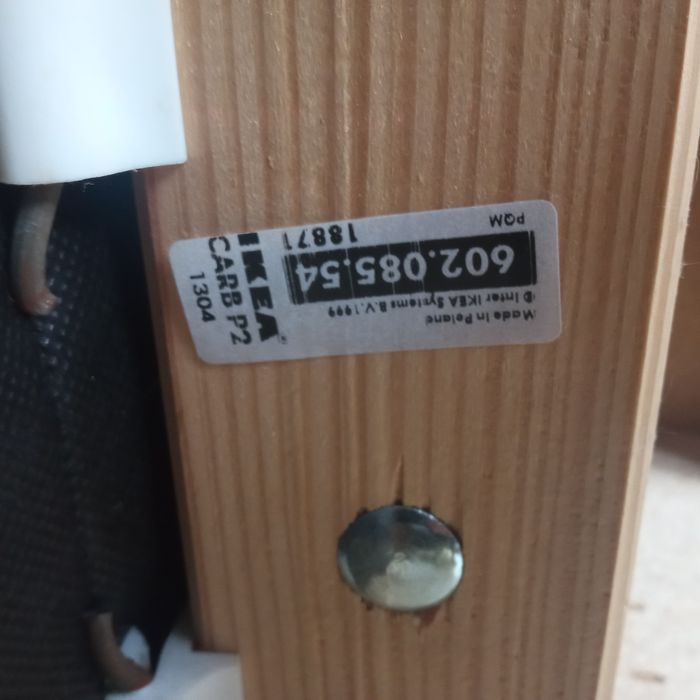 Made in Poland
© Inter IKEA Systems B.V. 1999
602.085.54
18871
PQM
IKEA®
CARB P2
1304